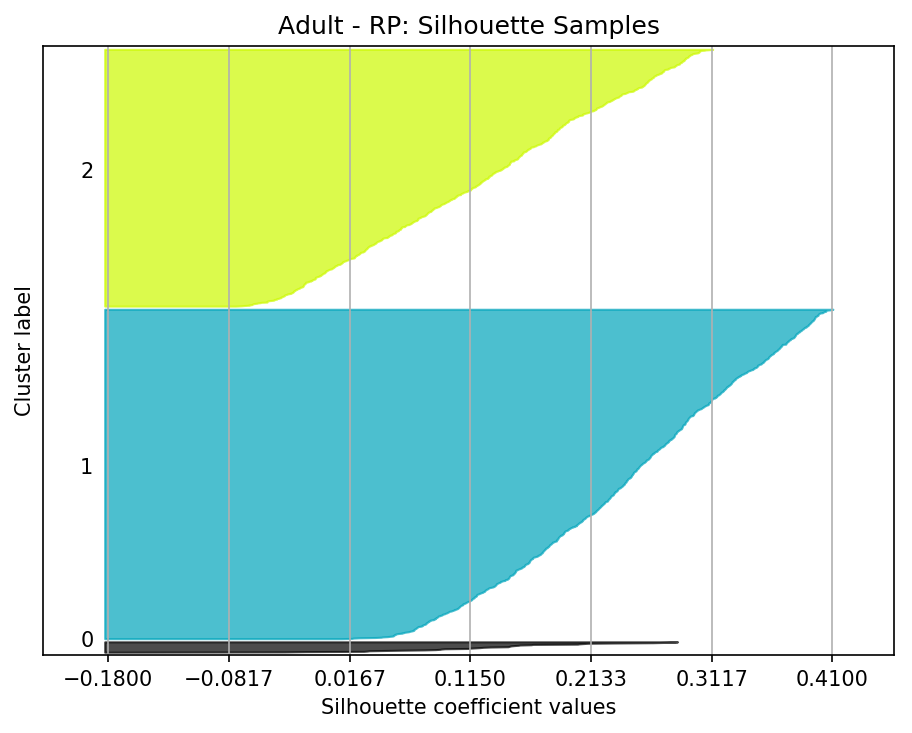 Adult - RP: Silhouette Samples
Cluster label
2
1
0
−0.1800 −0.0817 0.0167 0.1150 0.2133 0.3117 0.4100
Silhouette coefficient values